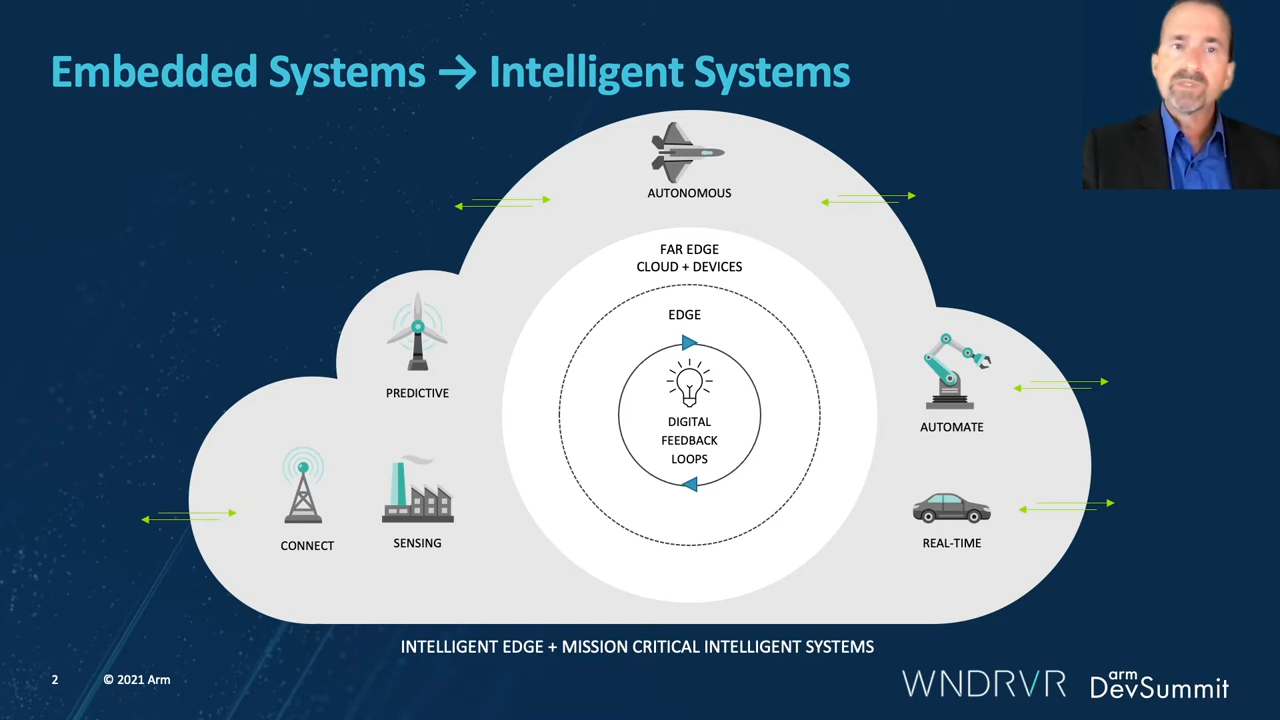 Embedded Systems → Intelligent Systems
AUTONOMOUS
FAR EDGE
CLOUD + DEVICES
EDGE
PREDICTIVE
DIGITAL
FEEDBACK
LOOPS
AUTOMATE
CONNECT
SENSING
REAL-TIME
INTELLIGENT EDGE + MISSION CRITICAL INTELLIGENT SYSTEMS
2
© 2021 Arm
WNDRVR
arm
DevSummit